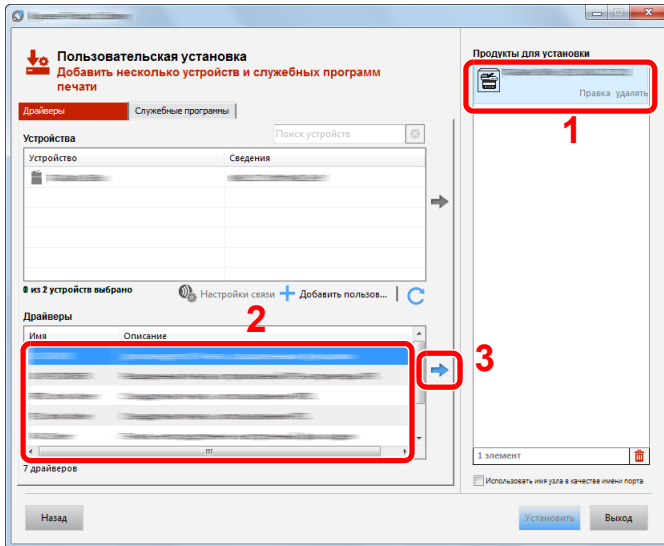 Пользовательская установка
Добавить несколько устройств и служебных программ
печати
Драйверы
Служебные программы
Устройства
Поиск устройств
Устройство
Сведения
из 2 устройств выбрано
Настройки связи
Добавить пользов...
Драйверы
2
Имя
Описание
3
7 драйверов
Назад
Продукты для установки
Правка удалять
1
1 элемент
Использовать имя узла в качестве имени порта
Установить
Выход